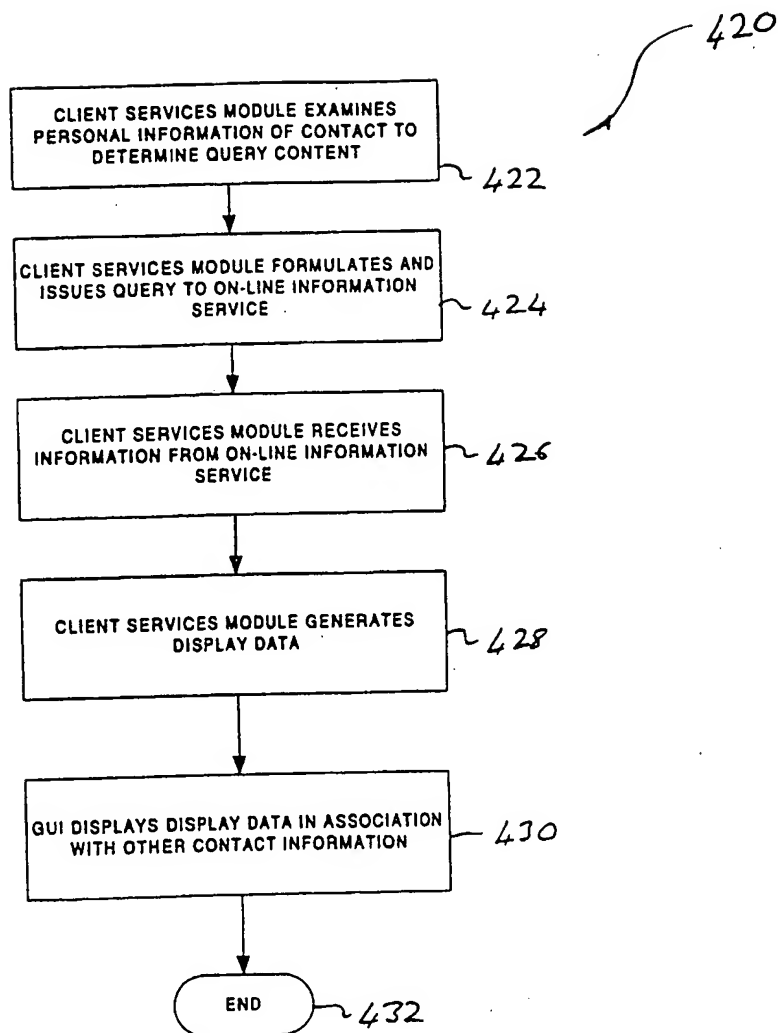 420
CLIENT SERVICES MODULE EXAMINES
PERSONAL INFORMATION OF CONTACT TO
DETERMINE QUERY CONTENT
422
CLIENT SERVICES MODULE FORMULATES AND
ISSUES QUERY TO ON-LINE INFORMATION
SERVICE
424
CLIENT SERVICES MODULE RECEIVES
INFORMATION FROM ON-LINE INFORMATION
SERVICE
426
CLIENT SERVICES MODULE GENERATES
DISPLAY DATA
428
GUI DISPLAYS DISPLAY DATA IN ASSOCIATION
WITH OTHER CONTACT INFORMATION
430
END
432